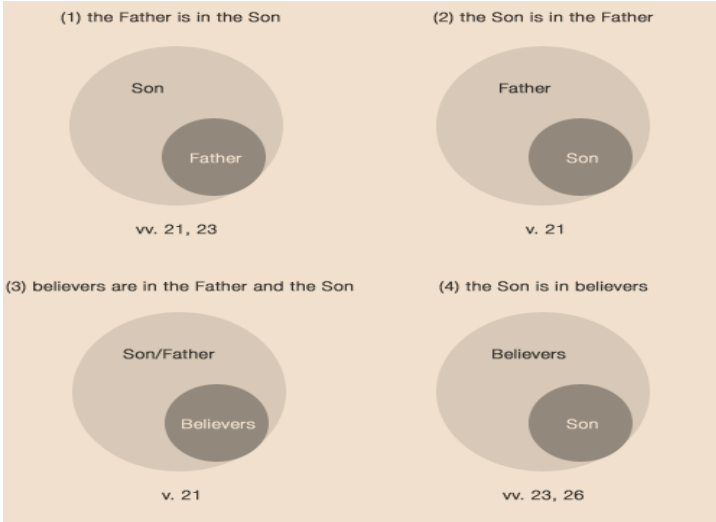 (1) the Father is in the Son
Son
Father
vv. 21, 23
(2) the Son is in the Father
Father
Son
v. 21
(3) believers are in the Father and the Son
Son/Father
Believers
v. 21
(4) the Son is in believers
Believers
Son
vv. 23, 26